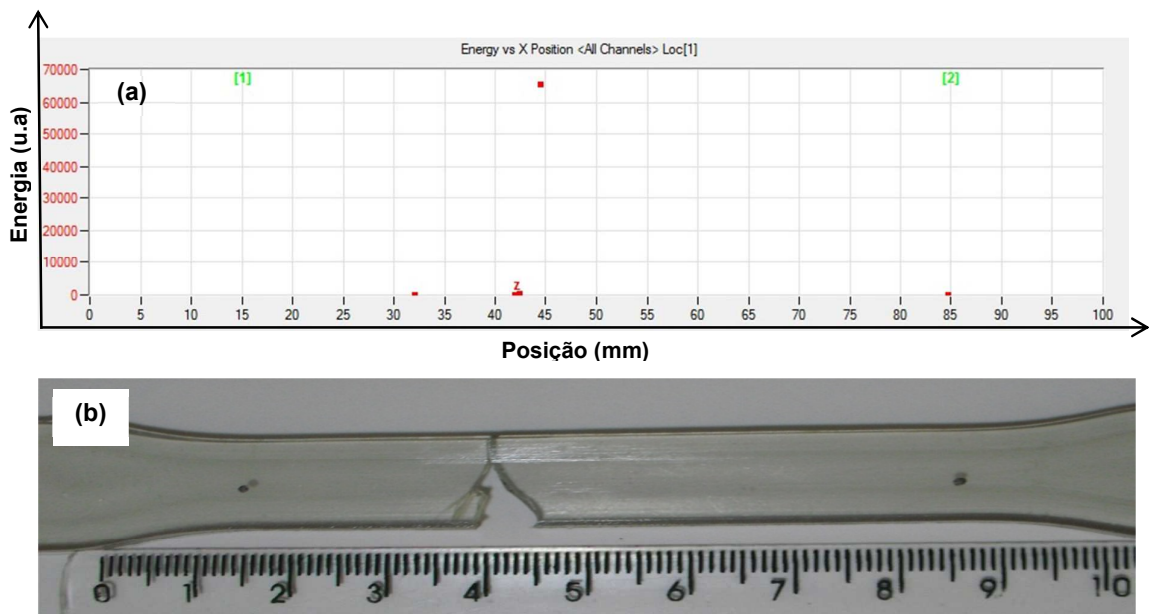 Energy vs X Position <All Channels> Loc[1]
(a)
[1]
[2]
70000
60000
50000
40000
30000
20000
10000
0
Z
0 5 10 15 20 25 30 35 40 45 50 55 60 65 70 75 80 85 90 95 100
Energia (u.a)
Posição (mm)
(b)
0 1 2 3 4 5 6 7 8 9 10